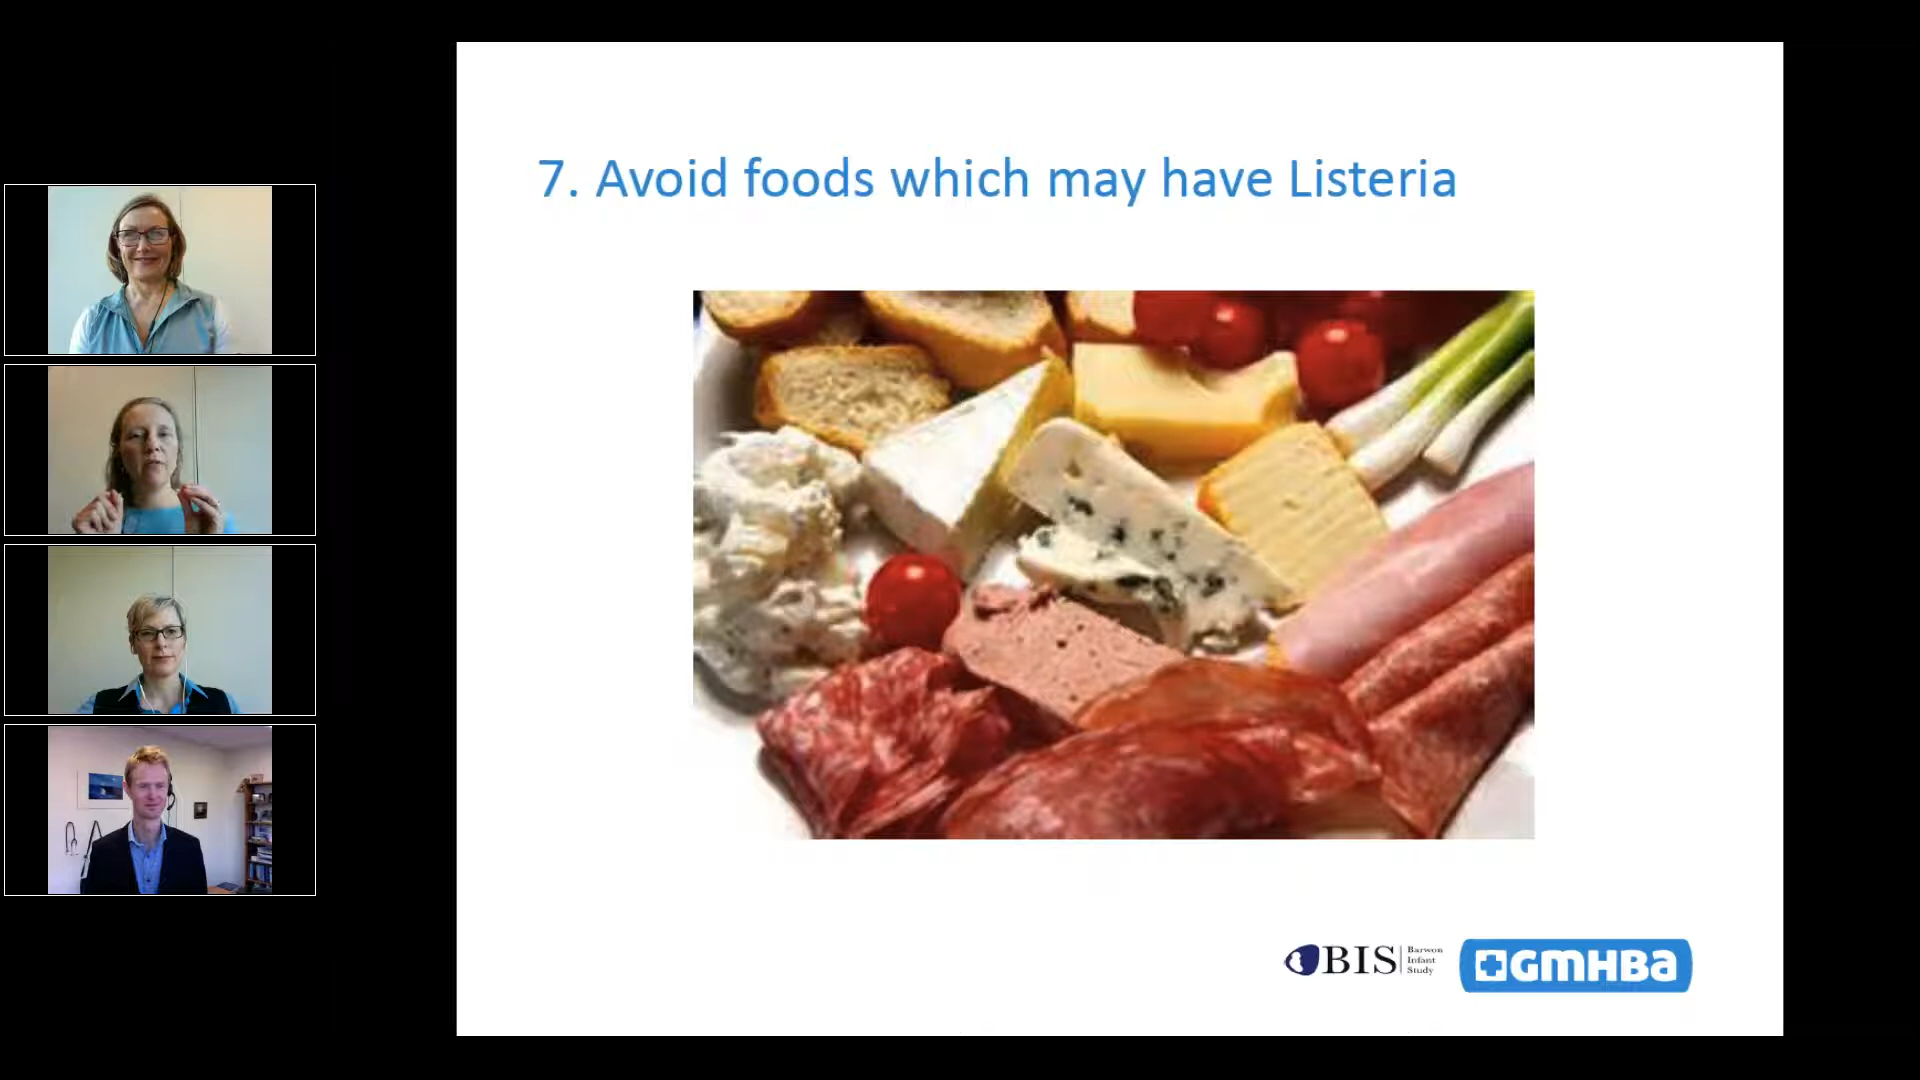 7. Avoid foods which may have Listeria
BIS
Barwon
Infant
Study
GMHBa